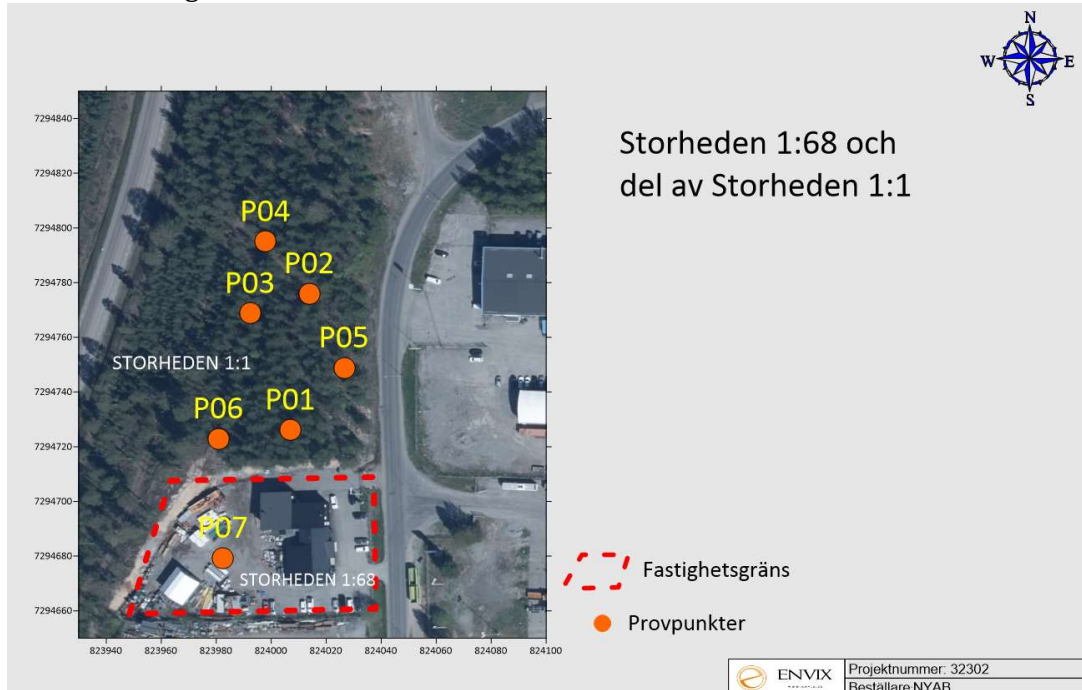 N
W E
S
Storheden 1:68 och
del av Storheden 1:1
7294840
7294820
7294800
7294780
7294760
7294740
7294720
7294700
7294680
7294660
P04
P02
P03
P05
STORHEDEN 1:1
P06
P01
P07
STORHEDEN 1:68
823940 823960 823980 824000 824020 824040 824060 824080 824100
Fastighetsgräns
Provpunkter
ENVIX
Projektnummer: 32302
Beställare:NYAB